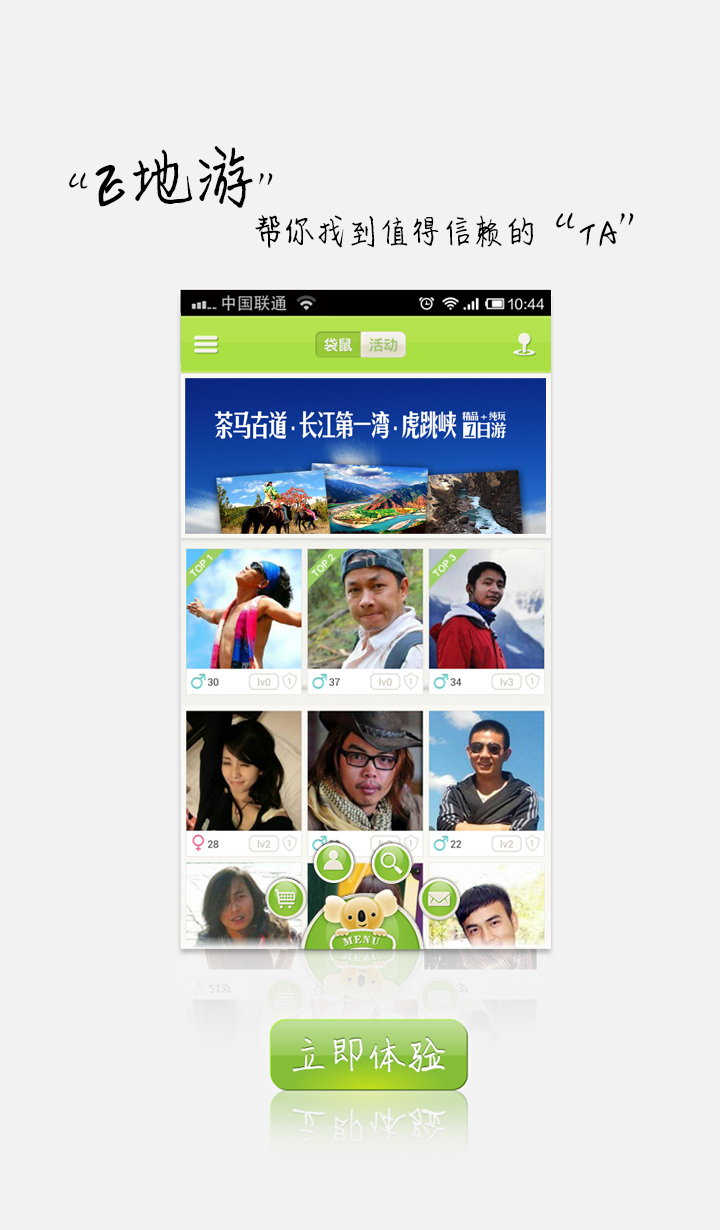 “飞地游”
帮你找到值得信赖的“TA”
中国联通 10:44
袋鼠 活动
茶马古道·长江第一湾·虎跳峡 精品+纯玩 7日游
TOP 1 TOP 2 TOP 3
30 lv0 1 37 lv0 1 34 lv3 1
28 lv2 1 1 22 lv2 1
MENU
立即体验